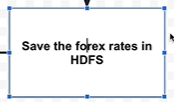 Save the forex rates in
HDFS